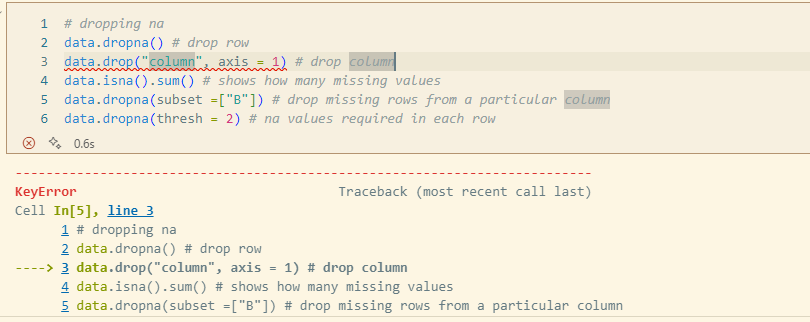 1 # dropping na
2 data.dropna() # drop row
3 data.drop("column", axis = 1) # drop column
4 data.isna().sum() # shows how many missing values
5 data.dropna(subset =["B"]) # drop missing rows from a particular column
6 data.dropna(thresh = 2) # na values required in each row
0.6s
---------------------------------------------------------------------------
KeyError Traceback (most recent call last)
Cell In[5], line 3
1 # dropping na
2 data.dropna() # drop row
----> 3 data.drop("column", axis = 1) # drop column
4 data.isna().sum() # shows how many missing values
5 data.dropna(subset =["B"]) # drop missing rows from a particular column